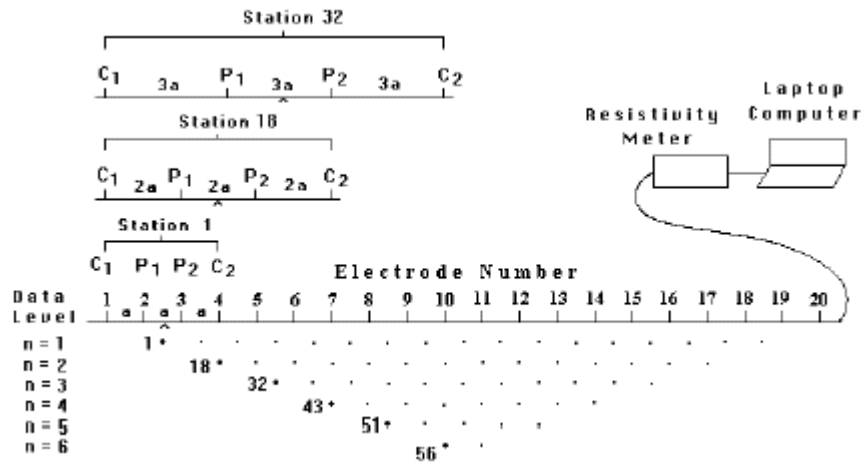 Station 32
C1 3a P1 3a P2 3a C2
Station 18
C1 2a P1 2a P2 2a C2
Station 1
C1 P1 P2 C2
Resistivity Meter
Laptop Computer
Electrode Number
Data Level 1 2 3 4 5 6 7 8 9 10 11 12 13 14 15 16 17 18 19 20
a a a
n = 1 1
n = 2 18
n = 3 32
n = 4 43
n = 5 51
n = 6 56